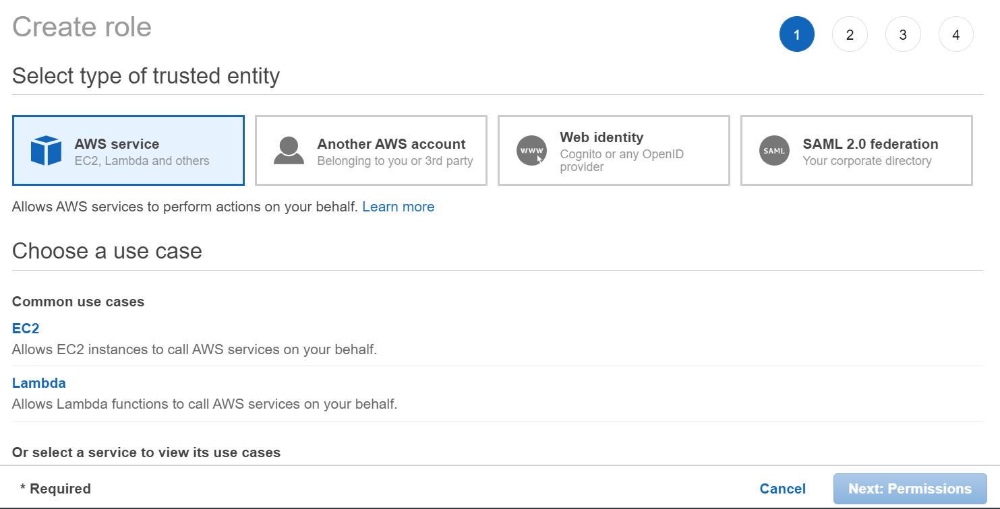 Create role
1 2 3 4
Select type of trusted entity
AWS service
EC2, Lambda and others
Another AWS account
Belonging to you or 3rd party
www
Web identity
Cognito or any OpenID
provider
SAML
SAML 2.0 federation
Your corporate directory
Allows AWS services to perform actions on your behalf. Learn more
Choose a use case
Common use cases
EC2
Allows EC2 instances to call AWS services on your behalf.
Lambda
Allows Lambda functions to call AWS services on your behalf.
Or select a service to view its use cases
* Required
Cancel
Next: Permissions